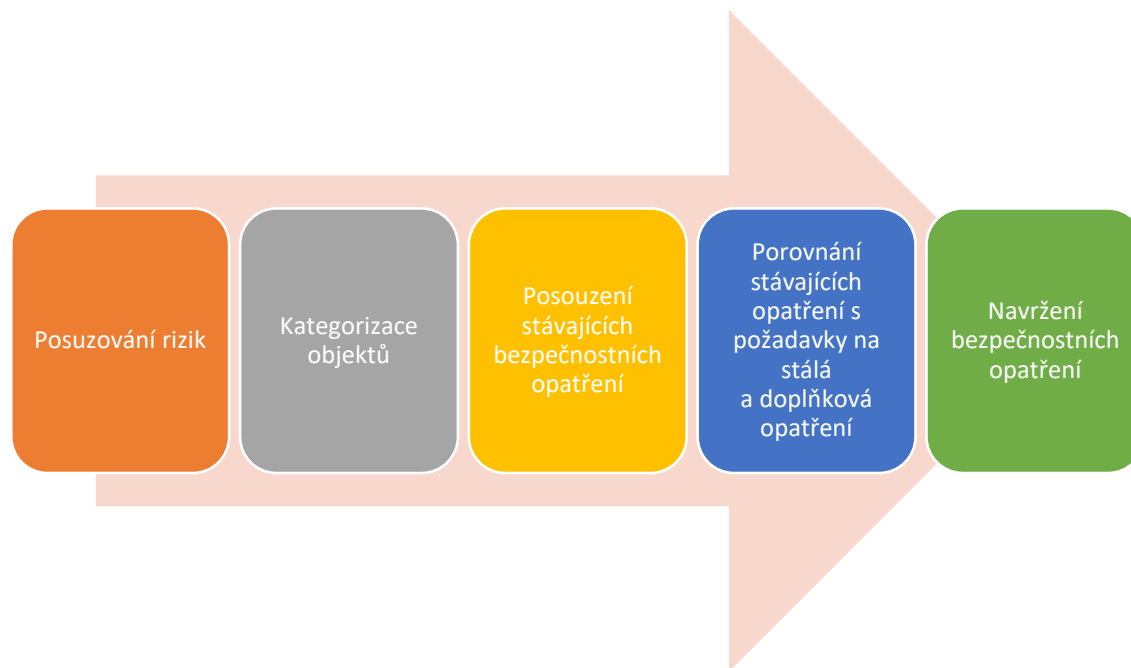 Posuzování rizik
Kategorizace
objektů
Posouzení
stávajících
bezpečnostních
opatření
Porovnání
stávajících
opatření s
požadavky na
stálá
a doplňková
opatření
Navržení
bezpečnostních
opatření